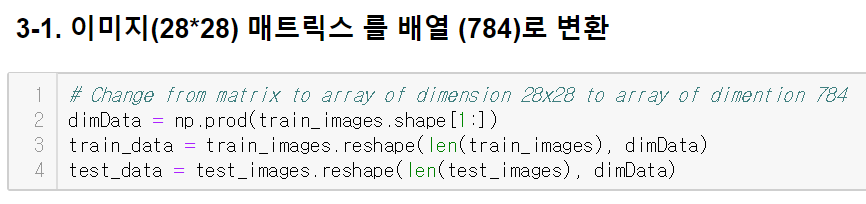 3-1. 이미지(28*28) 매트릭스 를 배열 (784)로 변환
1 # Change from matrix to array of dimension 28x28 to array of dimention 784
2 dimData = np.prod(train_images.shape[1:])
3 train_data = train_images.reshape(len(train_images), dimData)
4 test_data = test_images.reshape(len(test_images), dimData)